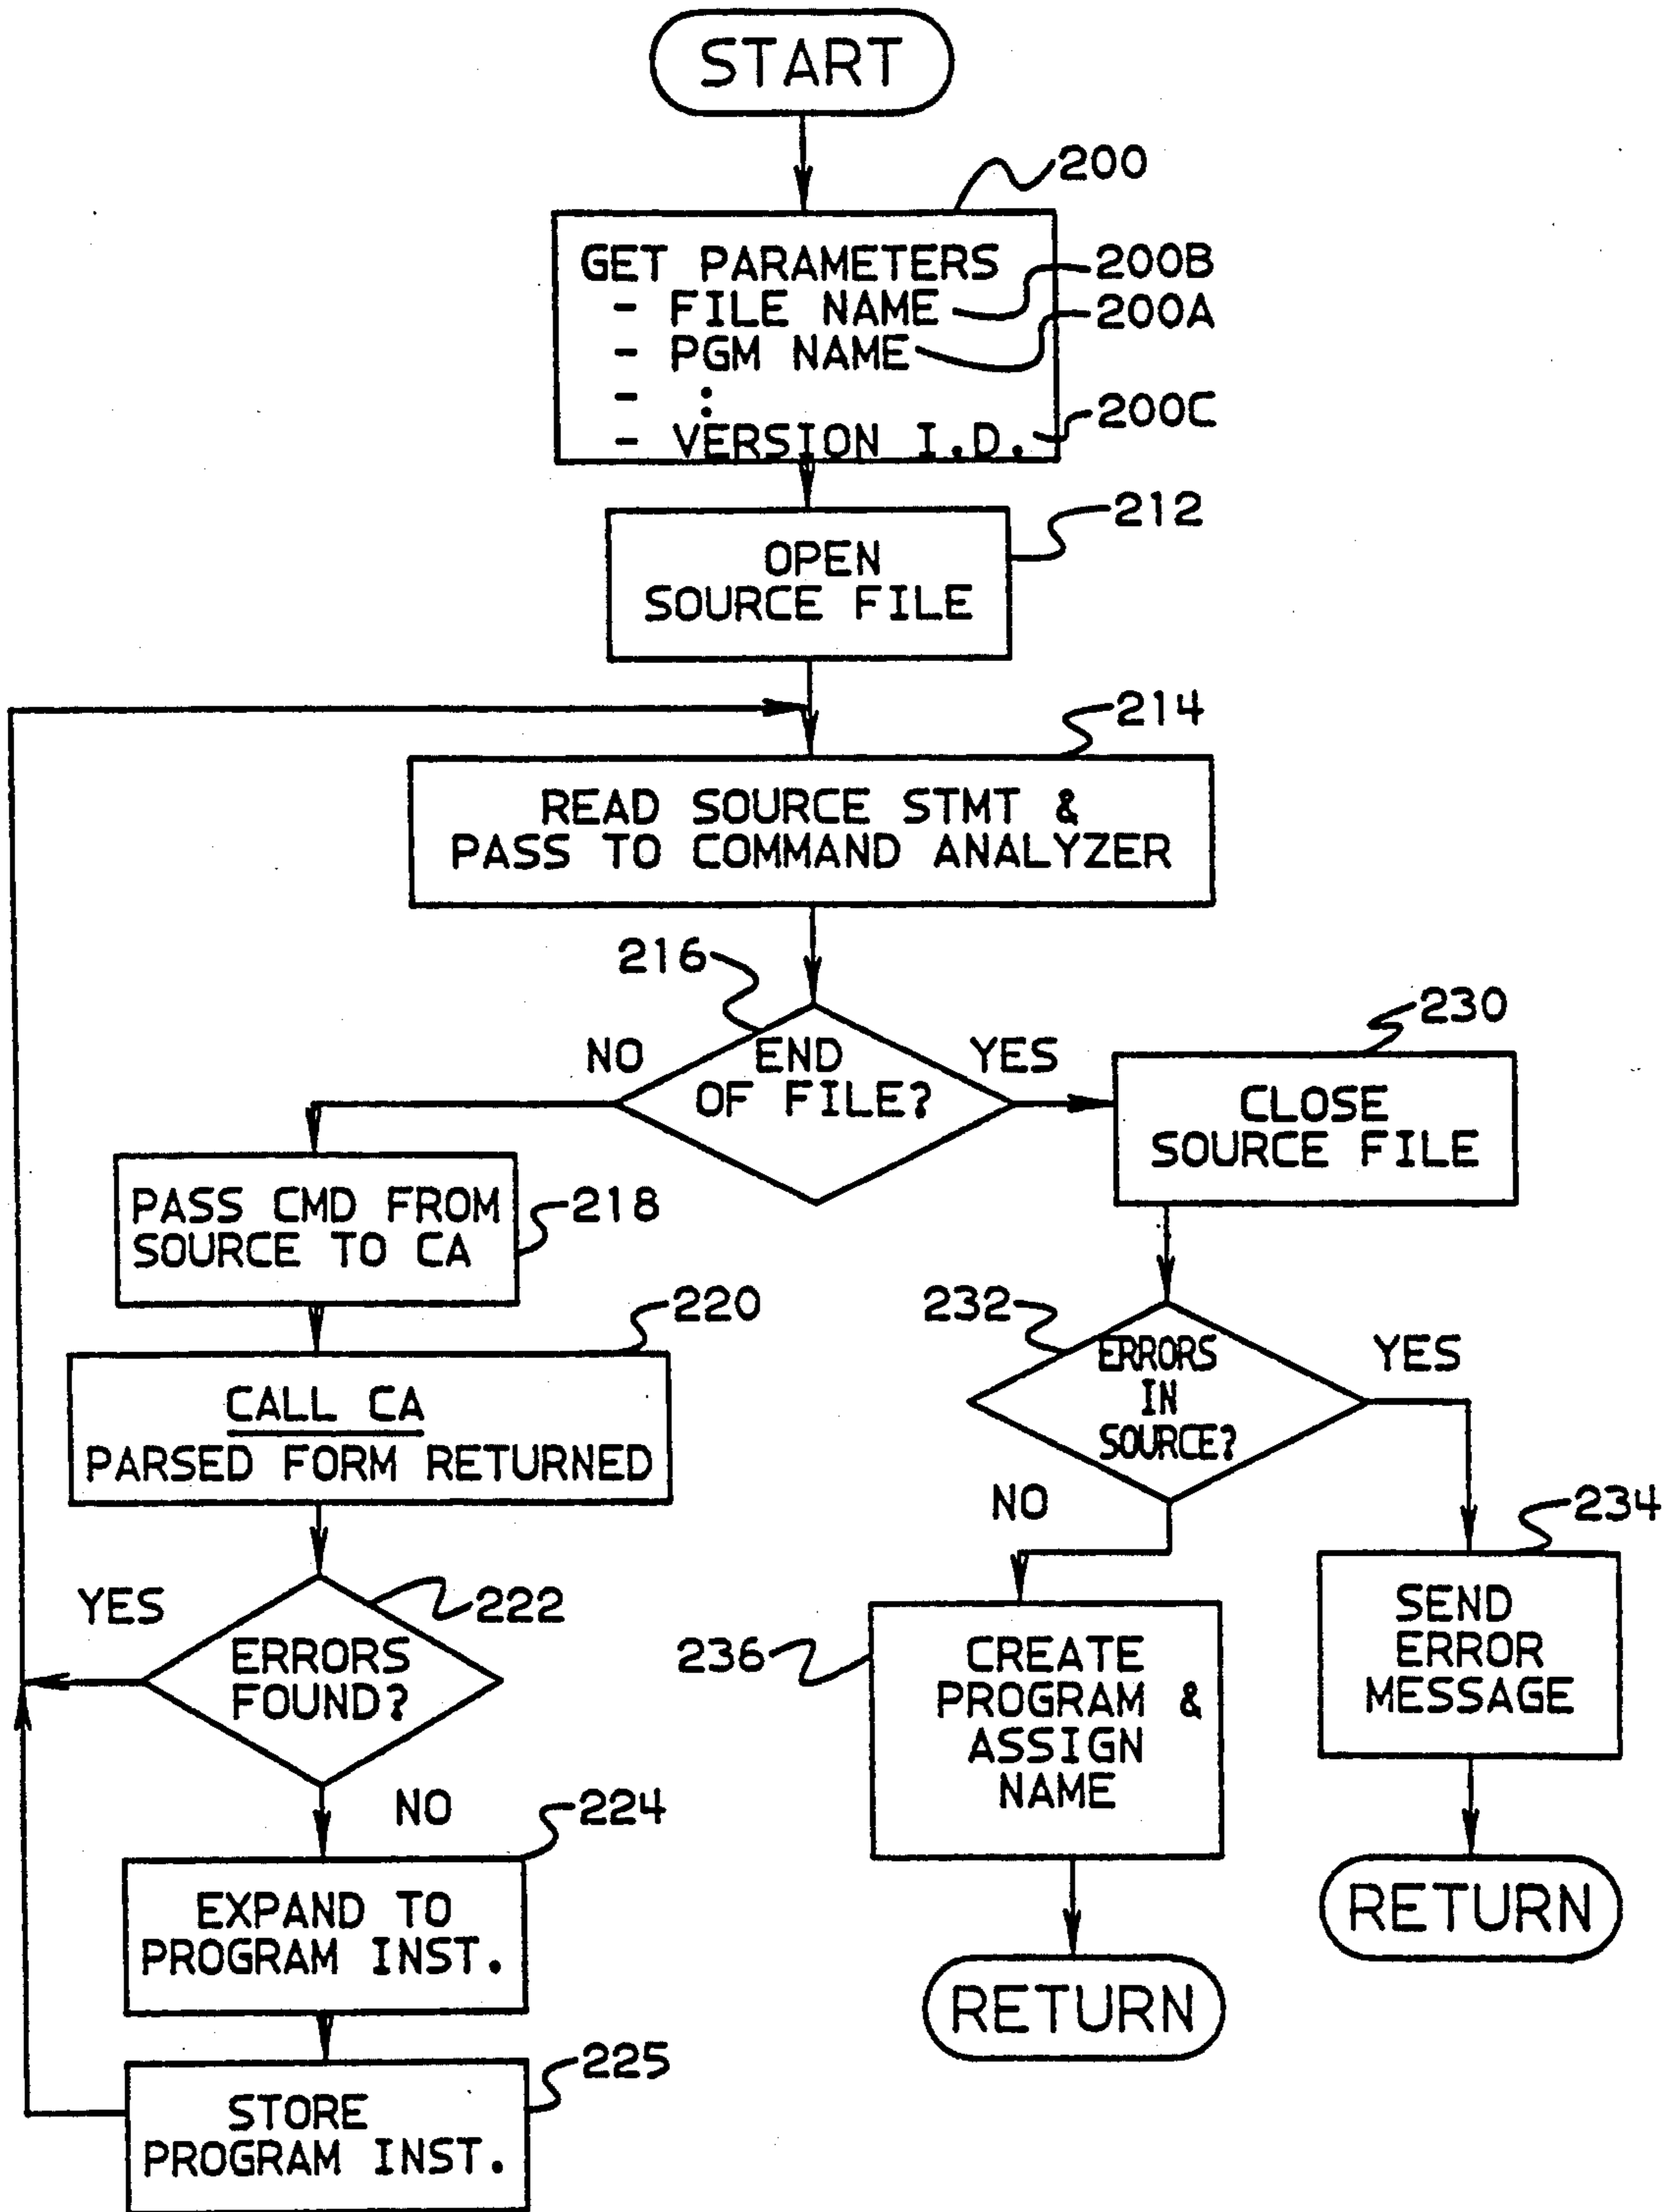 START
200
GET PARAMETERS
- FILE NAME
200B
- PGM NAME
200A
- :
- VERSION I.D.
200C
212
OPEN
SOURCE FILE
214
READ SOURCE STMT &
PASS TO COMMAND ANALYZER
216
NO
END
OF FILE?
YES
230
CLOSE
SOURCE FILE
PASS CMD FROM
SOURCE TO CA
218
220
CALL CA
PARSED FORM RETURNED
232
ERRORS
IN
SOURCE?
YES
NO
234
SEND
ERROR
MESSAGE
RETURN
YES
222
ERRORS
FOUND?
NO
236
CREATE
PROGRAM &
ASSIGN
NAME
RETURN
224
EXPAND TO
PROGRAM INST.
225
STORE
PROGRAM INST.